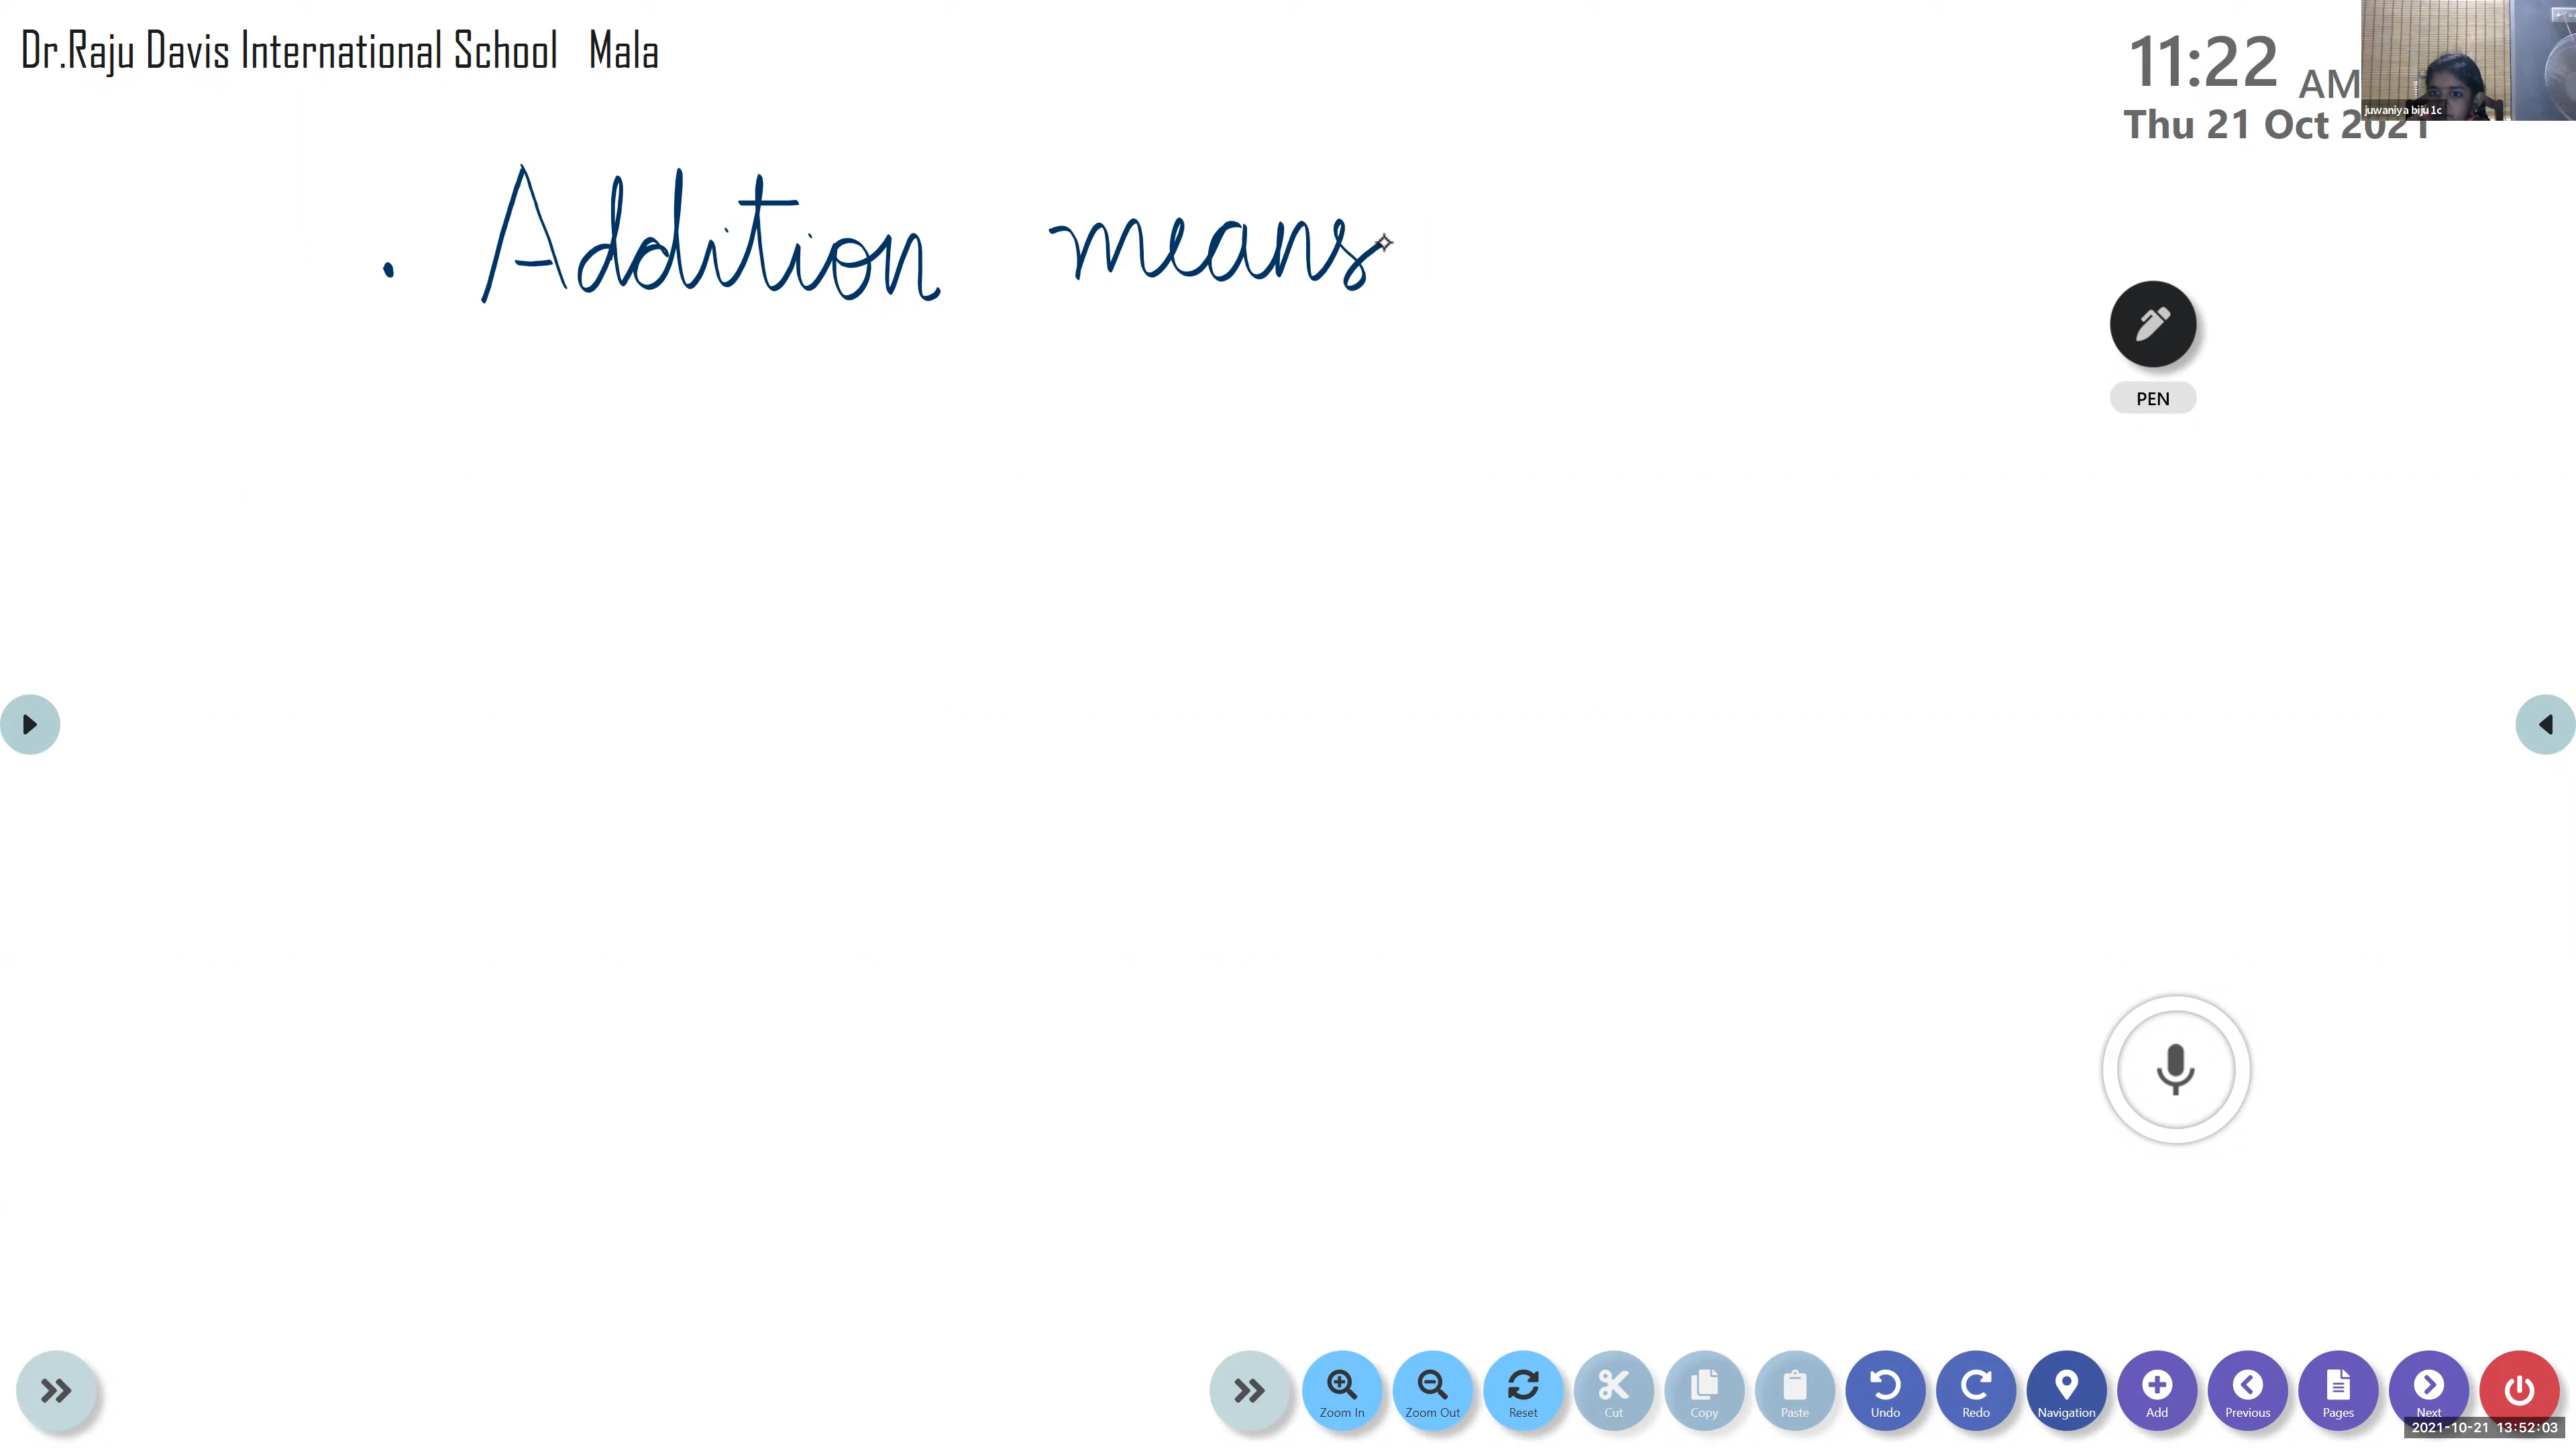 Dr.Raju Davis International School Mala
11:22 AM
Thu 21 Oct 2021
juwaniya biju 1c
. Addition means
PEN
Zoom In Zoom Out Reset Cut Copy Paste Undo Redo Navigation Add Previous Pages Next
2021-10-21 13:52:03